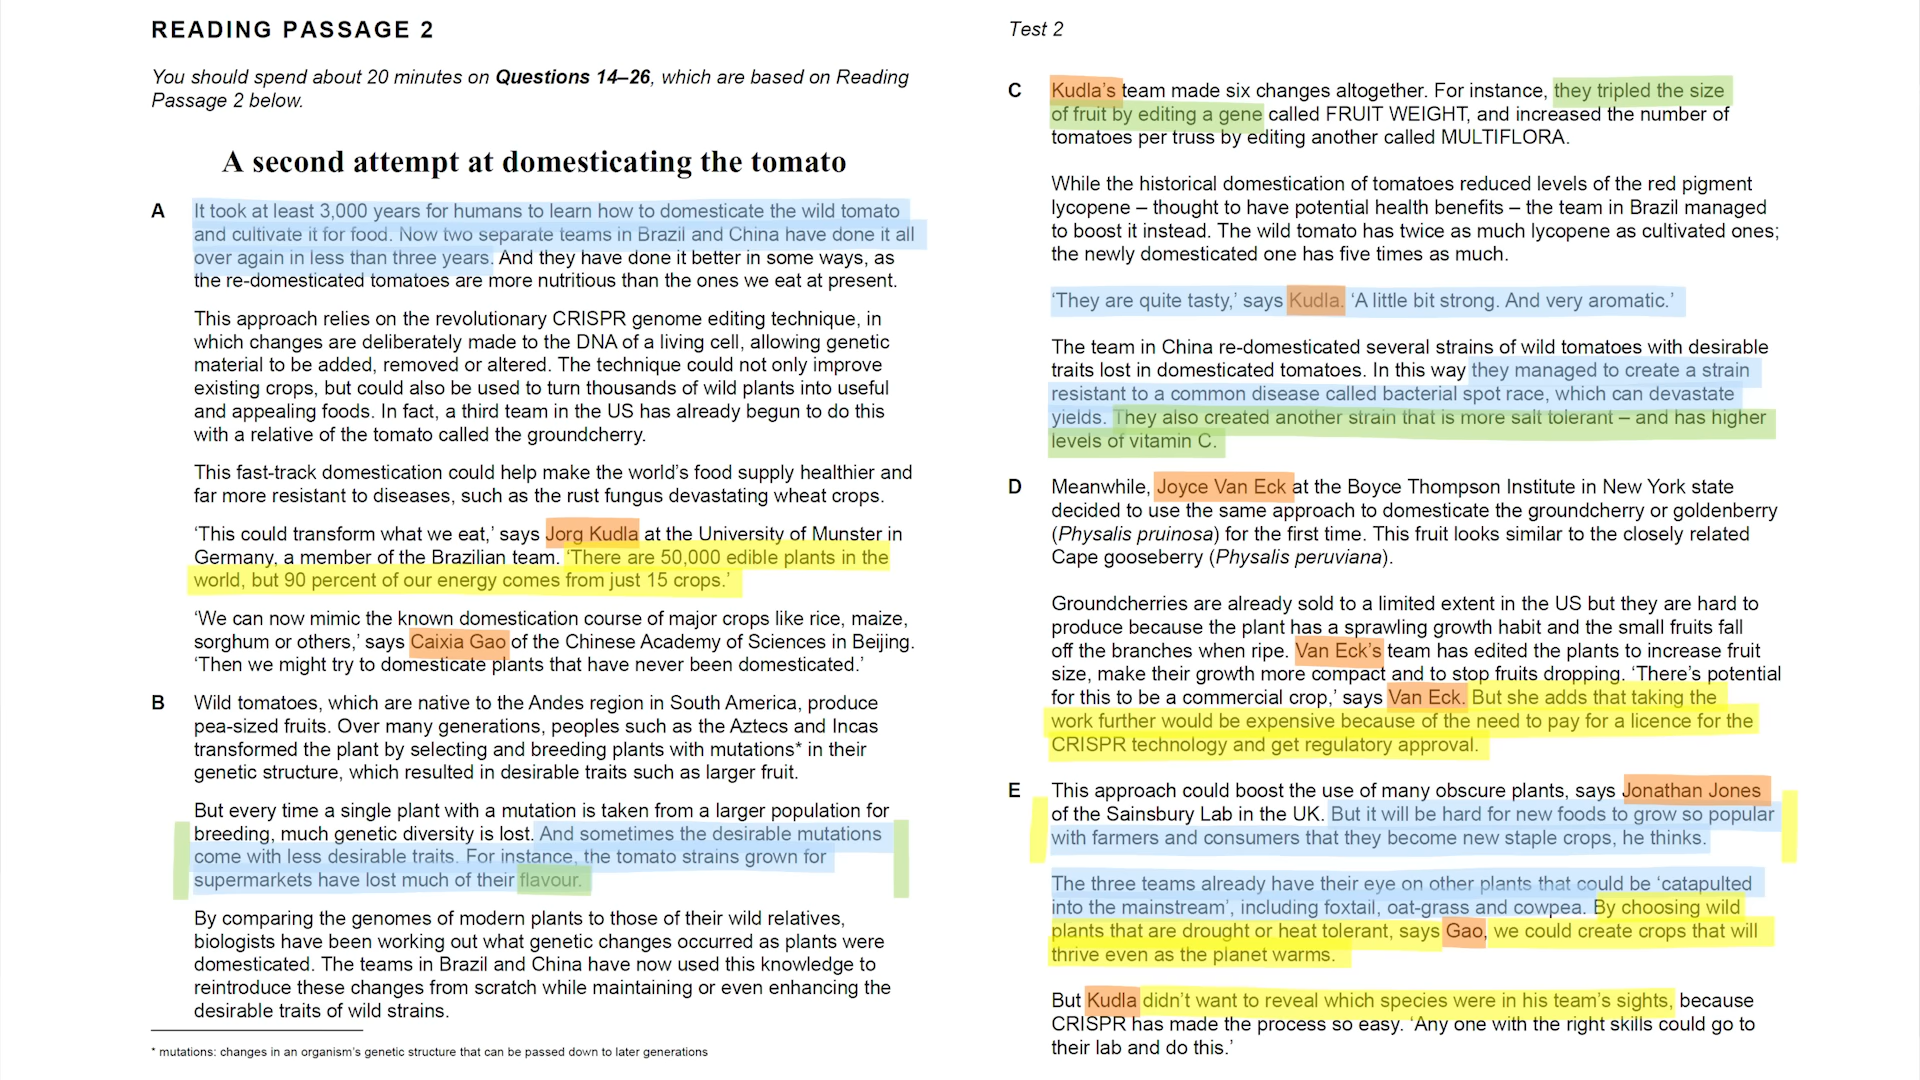 READING PASSAGE 2
You should spend about 20 minutes on Questions 14–26, which are based on Reading
Passage 2 below.
A second attempt at domesticating the tomato
A It took at least 3,000 years for humans to learn how to domesticate the wild tomato
and cultivate it for food. Now two separate teams in Brazil and China have done it all
over again in less than three years. And they have done it better in some ways, as
the re-domesticated tomatoes are more nutritious than the ones we eat at present.
This approach relies on the revolutionary CRISPR genome editing technique, in
which changes are deliberately made to the DNA of a living cell, allowing genetic
material to be added, removed or altered. The technique could not only improve
existing crops, but could also be used to turn thousands of wild plants into useful
and appealing foods. In fact, a third team in the US has already begun to do this
with a relative of the tomato called the groundcherry.
This fast-track domestication could help make the world's food supply healthier and
far more resistant to diseases, such as the rust fungus devastating wheat crops.
‘This could transform what we eat,’ says Jorg Kudla at the University of Munster in
Germany, a member of the Brazilian team. ‘There are 50,000 edible plants in the
world, but 90 percent of our energy comes from just 15 crops.’
‘We can now mimic the known domestication course of major crops like rice, maize,
sorghum or others,’ says Caixia Gao of the Chinese Academy of Sciences in Beijing.
‘Then we might try to domesticate plants that have never been domesticated.’
B Wild tomatoes, which are native to the Andes region in South America, produce
pea-sized fruits. Over many generations, peoples such as the Aztecs and Incas
transformed the plant by selecting and breeding plants with mutations* in their
genetic structure, which resulted in desirable traits such as larger fruit.
But every time a single plant with a mutation is taken from a larger population for
breeding, much genetic diversity is lost. And sometimes the desirable mutations
come with less desirable traits. For instance, the tomato strains grown for
supermarkets have lost much of their flavour.
By comparing the genomes of modern plants to those of their wild relatives,
biologists have been working out what genetic changes occurred as plants were
domesticated. The teams in Brazil and China have now used this knowledge to
reintroduce these changes from scratch while maintaining or even enhancing the
desirable traits of wild strains.
* mutations: changes in an organism's genetic structure that can be passed down to later generations
Test 2
C Kudla's team made six changes altogether. For instance, they tripled the size
of fruit by editing a gene called FRUIT WEIGHT, and increased the number of
tomatoes per truss by editing another called MULTIFLORA.
While the historical domestication of tomatoes reduced levels of the red pigment
lycopene – thought to have potential health benefits – the team in Brazil managed
to boost it instead. The wild tomato has twice as much lycopene as cultivated ones;
the newly domesticated one has five times as much.
‘They are quite tasty,’ says Kudla. ‘A little bit strong. And very aromatic.’
The team in China re-domesticated several strains of wild tomatoes with desirable
traits lost in domesticated tomatoes. In this way they managed to create a strain
resistant to a common disease called bacterial spot race, which can devastate
yields. They also created another strain that is more salt tolerant – and has higher
levels of vitamin C.
D Meanwhile, Joyce Van Eck at the Boyce Thompson Institute in New York state
decided to use the same approach to domesticate the groundcherry or goldenberry
(Physalis pruinosa) for the first time. This fruit looks similar to the closely related
Cape gooseberry (Physalis peruviana).
Groundcherries are already sold to a limited extent in the US but they are hard to
produce because the plant has a sprawling growth habit and the small fruits fall
off the branches when ripe. Van Eck's team has edited the plants to increase fruit
size, make their growth more compact and to stop fruits dropping. ‘There's potential
for this to be a commercial crop,’ says Van Eck. But she adds that taking the
work further would be expensive because of the need to pay for a licence for the
CRISPR technology and get regulatory approval.
E This approach could boost the use of many obscure plants, says Jonathan Jones
of the Sainsbury Lab in the UK. But it will be hard for new foods to grow so popular
with farmers and consumers that they become new staple crops, he thinks.
The three teams already have their eye on other plants that could be ‘catapulted
into the mainstream’, including foxtail, oat-grass and cowpea. By choosing wild
plants that are drought or heat tolerant, says Gao, we could create crops that will
thrive even as the planet warms.
But Kudla didn't want to reveal which species were in his team's sights, because
CRISPR has made the process so easy. ‘Any one with the right skills could go to
their lab and do this.’